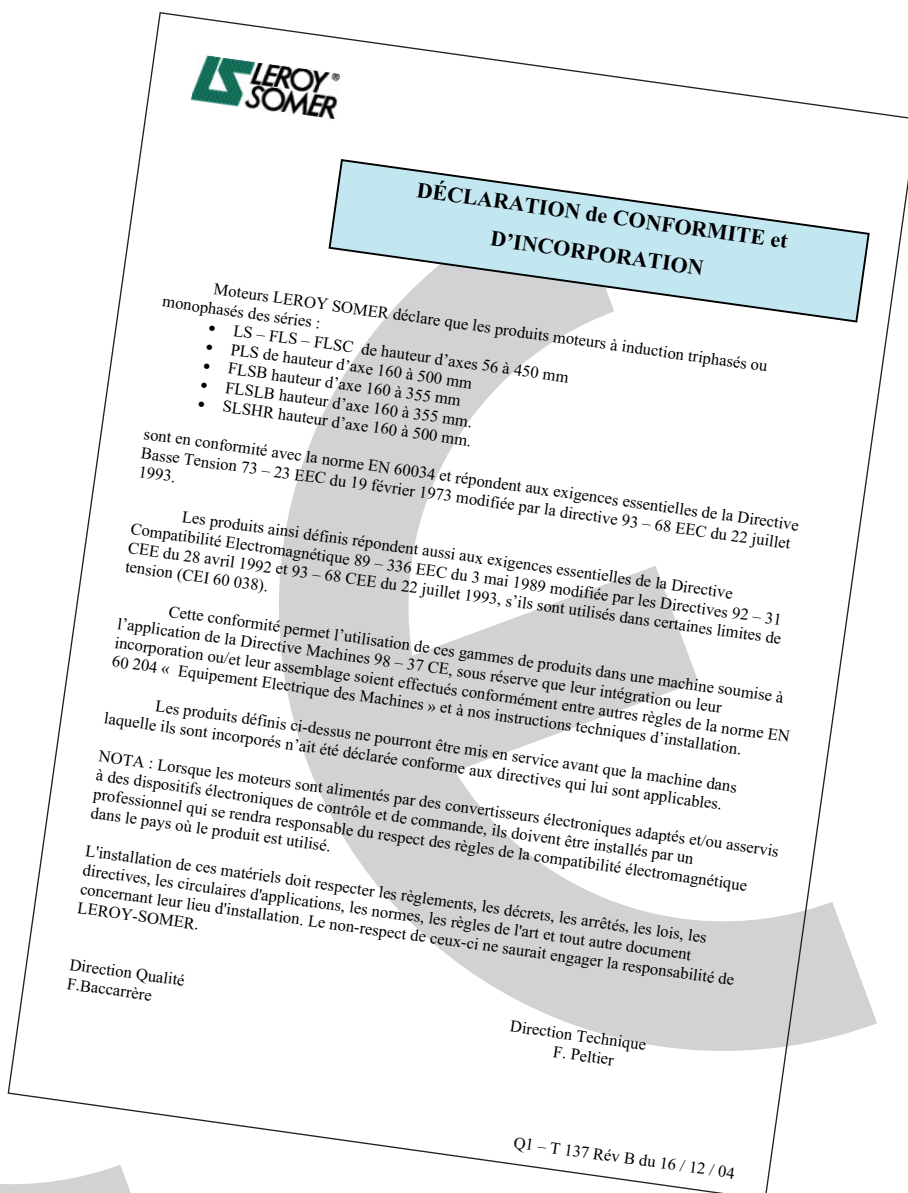 LEROY®
SOMER
DÉCLARATION de CONFORMITE et
D'INCORPORATION
Moteurs LEROY SOMER déclare que les produits moteurs à induction triphasés ou
monophasés des séries :
• LS – FLS – FLSC de hauteur d'axes 56 à 450 mm
• PLS de hauteur d'axe 160 à 500 mm
• FLSB hauteur d'axe 160 à 355 mm
• FLSLB hauteur d'axe 160 à 355 mm.
• SLSHR hauteur d'axe 160 à 500 mm.
sont en conformité avec la norme EN 60034 et répondent aux exigences essentielles de la Directive
Basse Tension 73 – 23 EEC du 19 février 1973 modifiée par la directive 93 – 68 EEC du 22 juillet
1993.
Les produits ainsi définis répondent aussi aux exigences essentielles de la Directive
Compatibilité Electromagnétique 89 – 336 EEC du 3 mai 1989 modifiée par les Directives 92 – 31
CEE du 28 avril 1992 et 93 – 68 CEE du 22 juillet 1993, s'ils sont utilisés dans certaines limites de
tension (CEI 60 038).
Cette conformité permet l'utilisation de ces gammes de produits dans une machine soumise à
l'application de la Directive Machines 98 – 37 CE, sous réserve que leur intégration ou leur
incorporation ou/et leur assemblage soient effectués conformément entre autres règles de la norme EN
60 204 « Equipement Electrique des Machines » et à nos instructions techniques d'installation.
Les produits définis ci-dessus ne pourront être mis en service avant que la machine dans
laquelle ils sont incorporés n'ait été déclarée conforme aux directives qui lui sont applicables.
NOTA : Lorsque les moteurs sont alimentés par des convertisseurs électroniques adaptés et/ou asservis
à des dispositifs électroniques de contrôle et de commande, ils doivent être installés par un
professionnel qui se rendra responsable du respect des règles de la compatibilité électromagnétique
dans le pays où le produit est utilisé.
L'installation de ces matériels doit respecter les règlements, les décrets, les arrêtés, les lois, les
directives, les circulaires d'applications, les normes, les règles de l'art et tout autre document
concernant leur lieu d'installation. Le non-respect de ceux-ci ne saurait engager la responsabilité de
LEROY-SOMER.
Direction Qualité
F.Baccarrère
Direction Technique
F. Peltier
Q1 – T 137 Rév B du 16 / 12 / 04